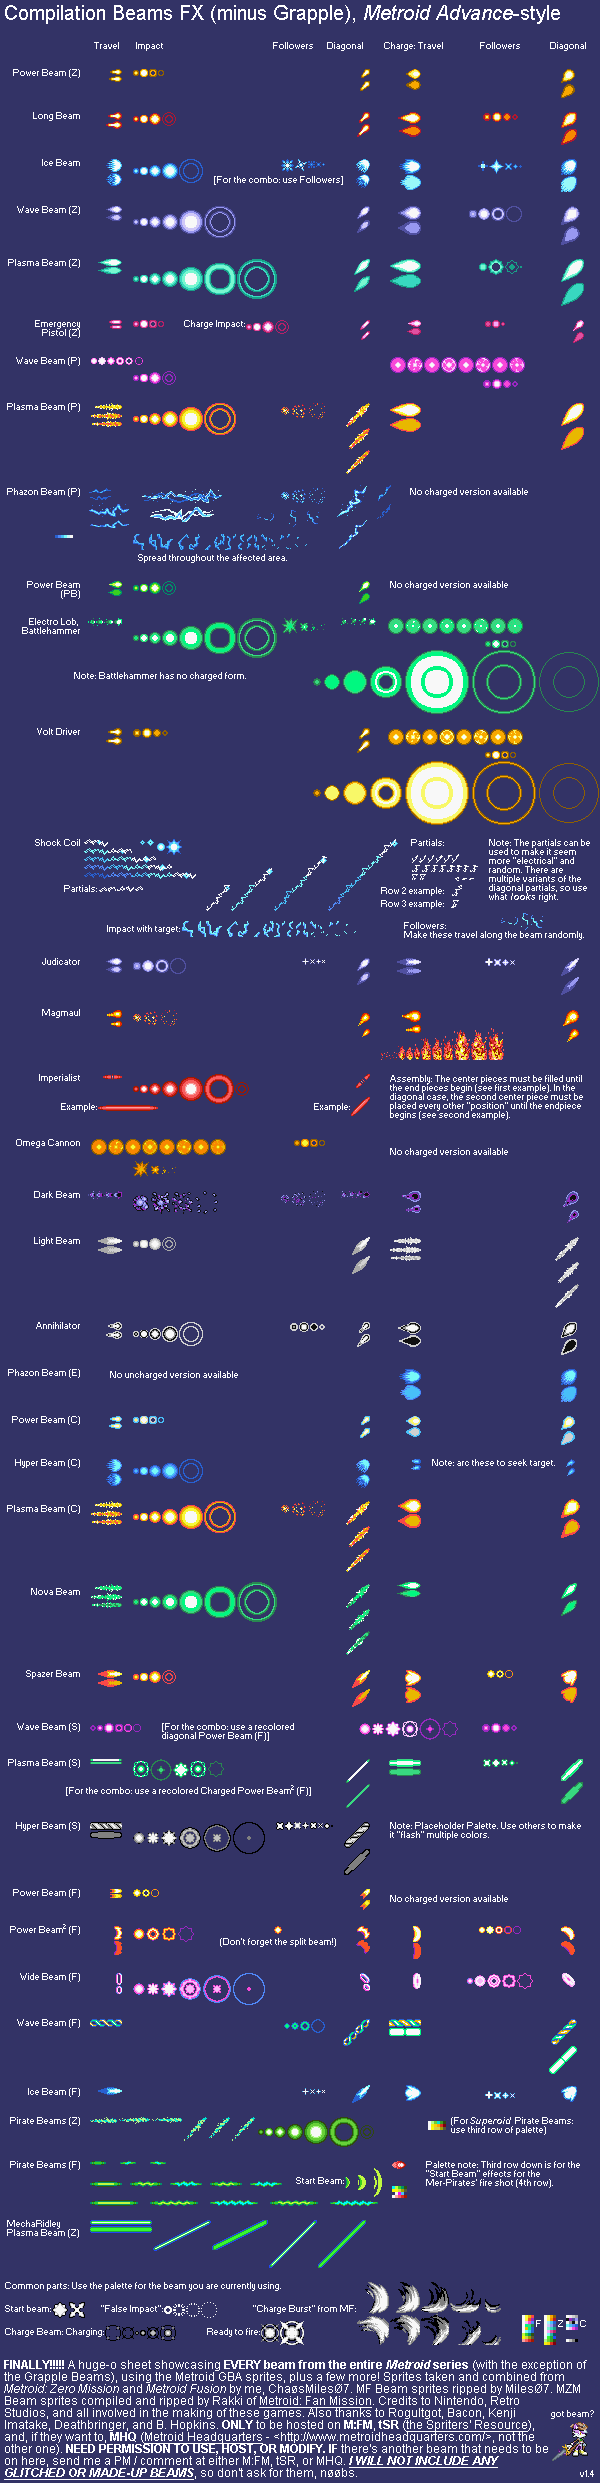 Compilation Beams FX (minus Grapple), Metroid Advance-style
Travel Impact Followers Diagonal Charge: Travel Followers Diagonal
Power Beam (Z)
Long Beam
Ice Beam
[For the combo: use Followers]
Wave Beam (Z)
Plasma Beam (Z)
Emergency
Pistol (Z)
Charge Impact:
Wave Beam (P)
Plasma Beam (P)
Phazon Beam (P)
No charged version available
Spread throughout the affected area.
Power Beam
(PB)
No charged version available
Electro Lob,
Battlehammer
Note: Battlehammer has no charged form.
Volt Driver
Shock Coil
Partials:
Partials:
Row 2 example:
Row 3 example:
Note: The partials can be
used to make it seem
more "electrical" and
random. There are
multiple variants of the
diagonal partials, so use
what looks right.
Impact with target:
Followers:
Make these travel along the beam randomly.
Judicator
Magmaul
Imperialist
Example:
Example:
Assembly: The center pieces must be filled until
the end pieces begin (see first example). In the
diagonal case, the second center piece must be
placed every other "position" until the endpiece
begins (see second example).
Omega Cannon
No charged version available
Dark Beam
Light Beam
Annihilator
Phazon Beam (E)
No uncharged version available
Power Beam (C)
Hyper Beam (C)
Note: arc these to seek target.
Plasma Beam (C)
Nova Beam
Spazer Beam
Wave Beam (S)
[For the combo: use a recolored
diagonal Power Beam (F)]
Plasma Beam (S)
[For the combo: use a recolored Charged Power Beam² (F)]
Hyper Beam (S)
Note: Placeholder Palette. Use others to make
it "flash" multiple colors.
Power Beam (F)
No charged version available
Power Beam² (F)
(Don't forget the split beam!)
Wide Beam (F)
Wave Beam (F)
Ice Beam (F)
Pirate Beams (Z)
(For Superoid Pirate Beams:
use third row of palette)
Pirate Beams (F)
Start Beam:
Palette note: Third row down is for the
"Start Beam" effects for the
Mer-Pirates' fire shot (4th row).
MechaRidley
Plasma Beam (Z)
Common parts: Use the palette for the beam you are currently using.
Start beam: "False Impact": "Charge Burst" from MF:
Charge Beam: Charging: Ready to fire:
F Z C
FINALLY!!!!! A huge-o sheet showcasing EVERY beam from the entire Metroid series (with the exception of
the Grapple Beams), using the Metroid GBA sprites, plus a few more! Sprites taken and combined from
Metroid: Zero Mission and Metroid Fusion by me, ChaøsMilesØ7. MF Beam sprites ripped by MilesØ7. MZM
Beam sprites compiled and ripped by Rakki of Metroid: Fan Mission. Credits to Nintendo, Retro
Studios, and all involved in the making of these games. Also thanks to Rogultgot, Bacon, Kenji
Imatake, Deathbringer, and B. Hopkins. ONLY to be hosted on M:FM, tSR (the Spriters' Resource),
and, if they want to, MHQ (Metroid Headquarters - <http://www.metroidheadquarters.com/>, not the
other one). NEED PERMISSION TO USE, HOST, OR MODIFY. IF there's another beam that needs to be
on here, send me a PM / comment at either M:FM, tSR, or MHQ. I WILL NOT INCLUDE ANY
GLITCHED OR MADE-UP BEAMS, so don't ask for them, nøøbs.
got beam?
v1.4